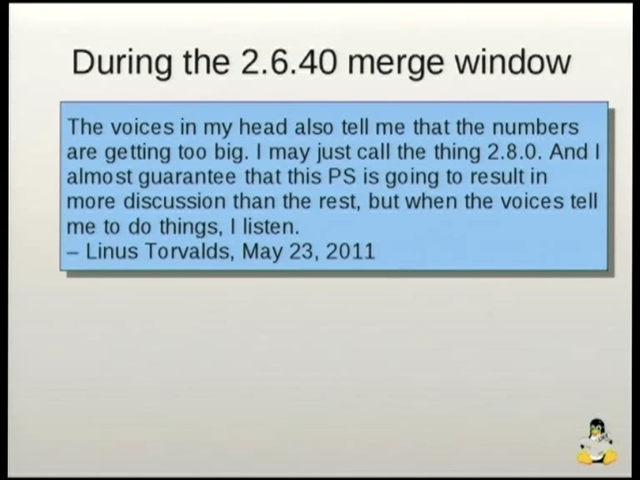 During the 2.6.40 merge window
The voices in my head also tell me that the numbers
are getting too big. I may just call the thing 2.8.0. And I
almost guarantee that this PS is going to result in
more discussion than the rest, but when the voices tell
me to do things, I listen.
– Linus Torvalds, May 23, 2011